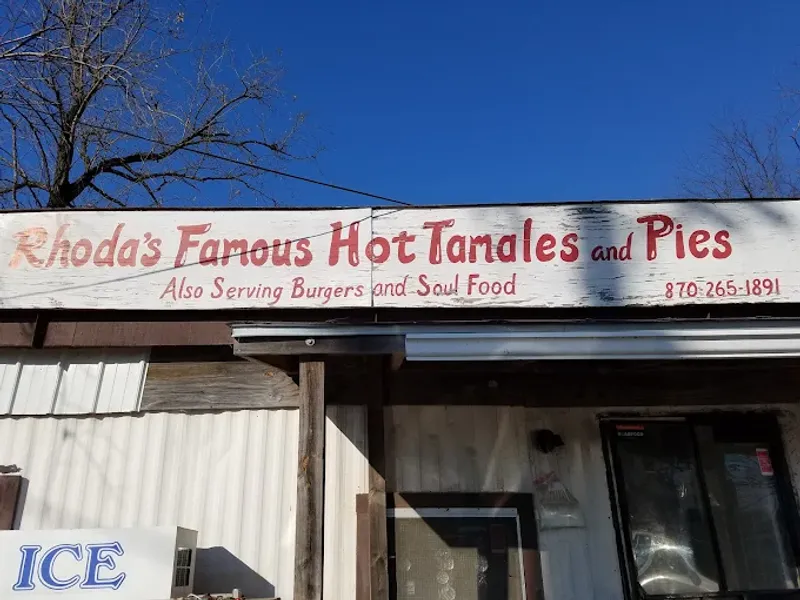 Rhoda's Famous Hot Tamales and Pies
Also Serving Burgers and Soul Food
870-265-1891
ICE